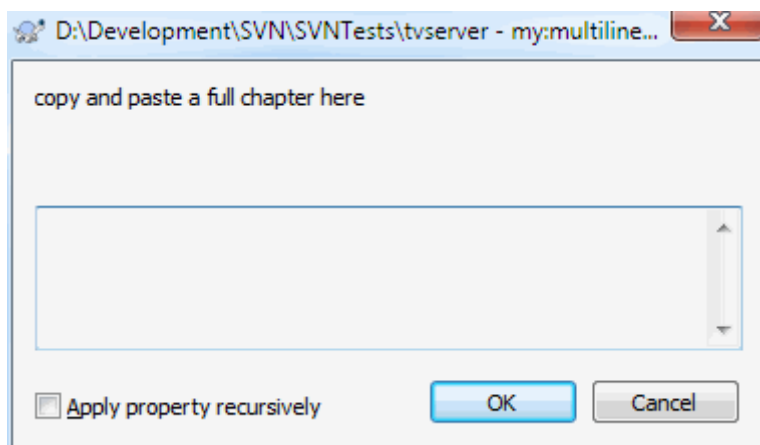 D:\Development\SVN\SVNTests\tvserver - my:multiline...
copy and paste a full chapter here
Apply property recursively
OK
Cancel